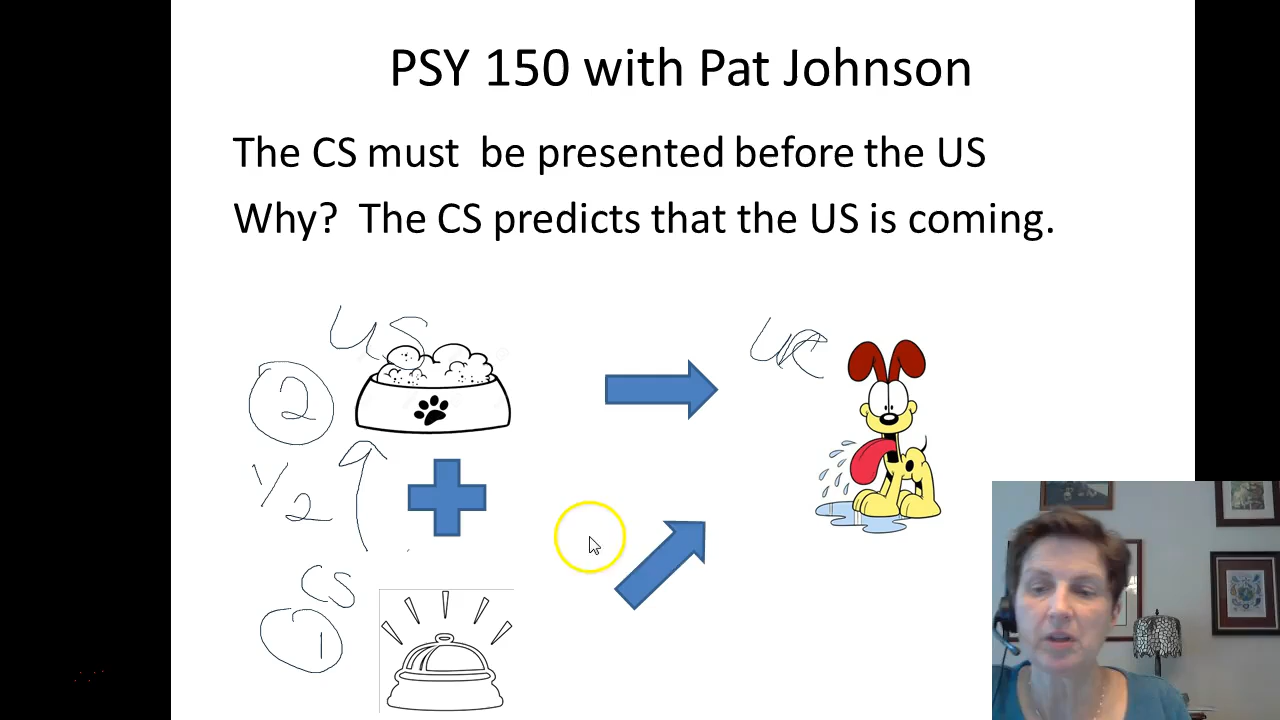 PSY 150 with Pat Johnson
The CS must be presented before the US
Why? The CS predicts that the US is coming.
US
UR
2
1/2
CS
1